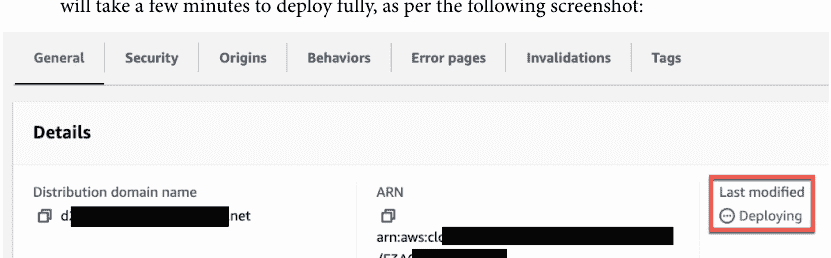 will take a few minutes to deploy fully, as per the following screenshot:
General Security Origins Behaviors Error pages Invalidations Tags
Details
Distribution domain name ARN Last modified
.net Deploying
arn:aws:clo